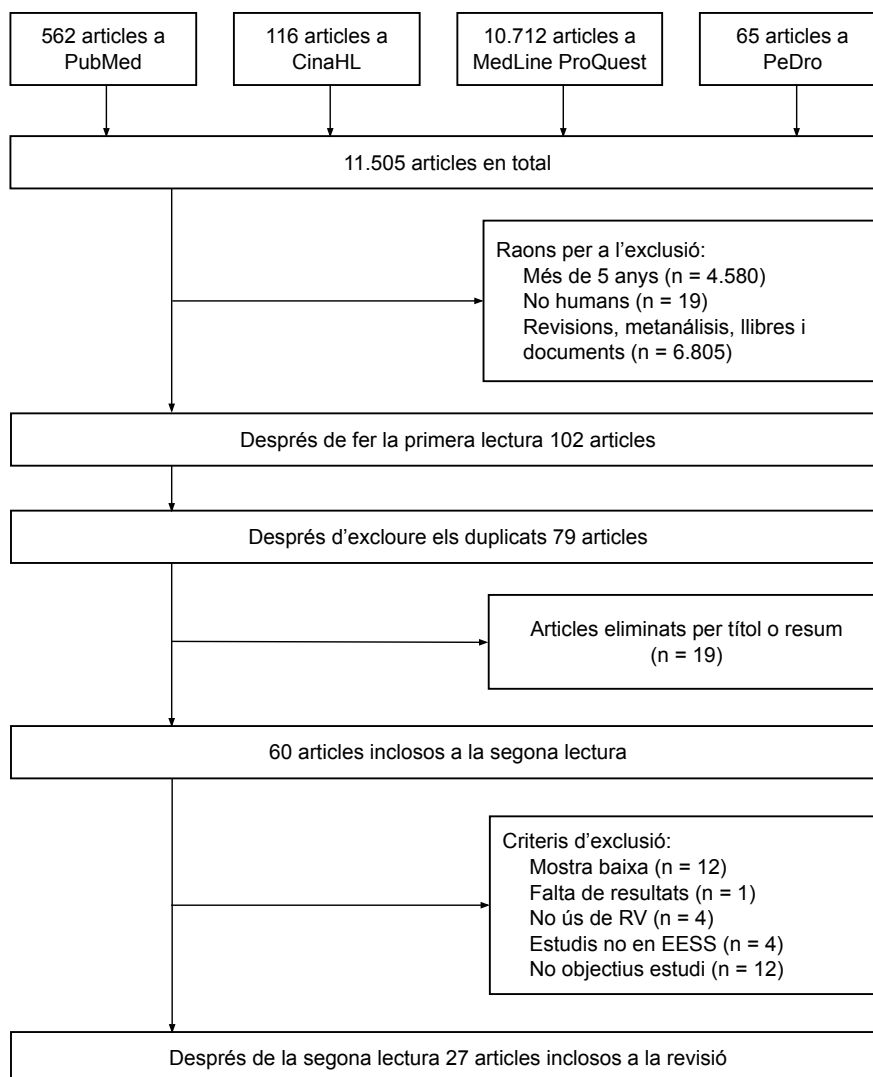 562 articles a
PubMed
116 articles a
CinaHL
10.712 articles a
MedLine ProQuest
65 articles a
PeDro
11.505 articles en total
Raons per a l’exclusió:
Més de 5 anys (n = 4.580)
No humans (n = 19)
Revisions, metanálisis, llibres i
documents (n = 6.805)
Després de fer la primera lectura 102 articles
Després d’excloure els duplicats 79 articles
Articles eliminats per títol o resum
(n = 19)
60 articles inclosos a la segona lectura
Criteris d’exclusió:
Mostra baixa (n = 12)
Falta de resultats (n = 1)
No ús de RV (n = 4)
Estudis no en EESS (n = 4)
No objectius estudi (n = 12)
Després de la segona lectura 27 articles inclosos a la revisió